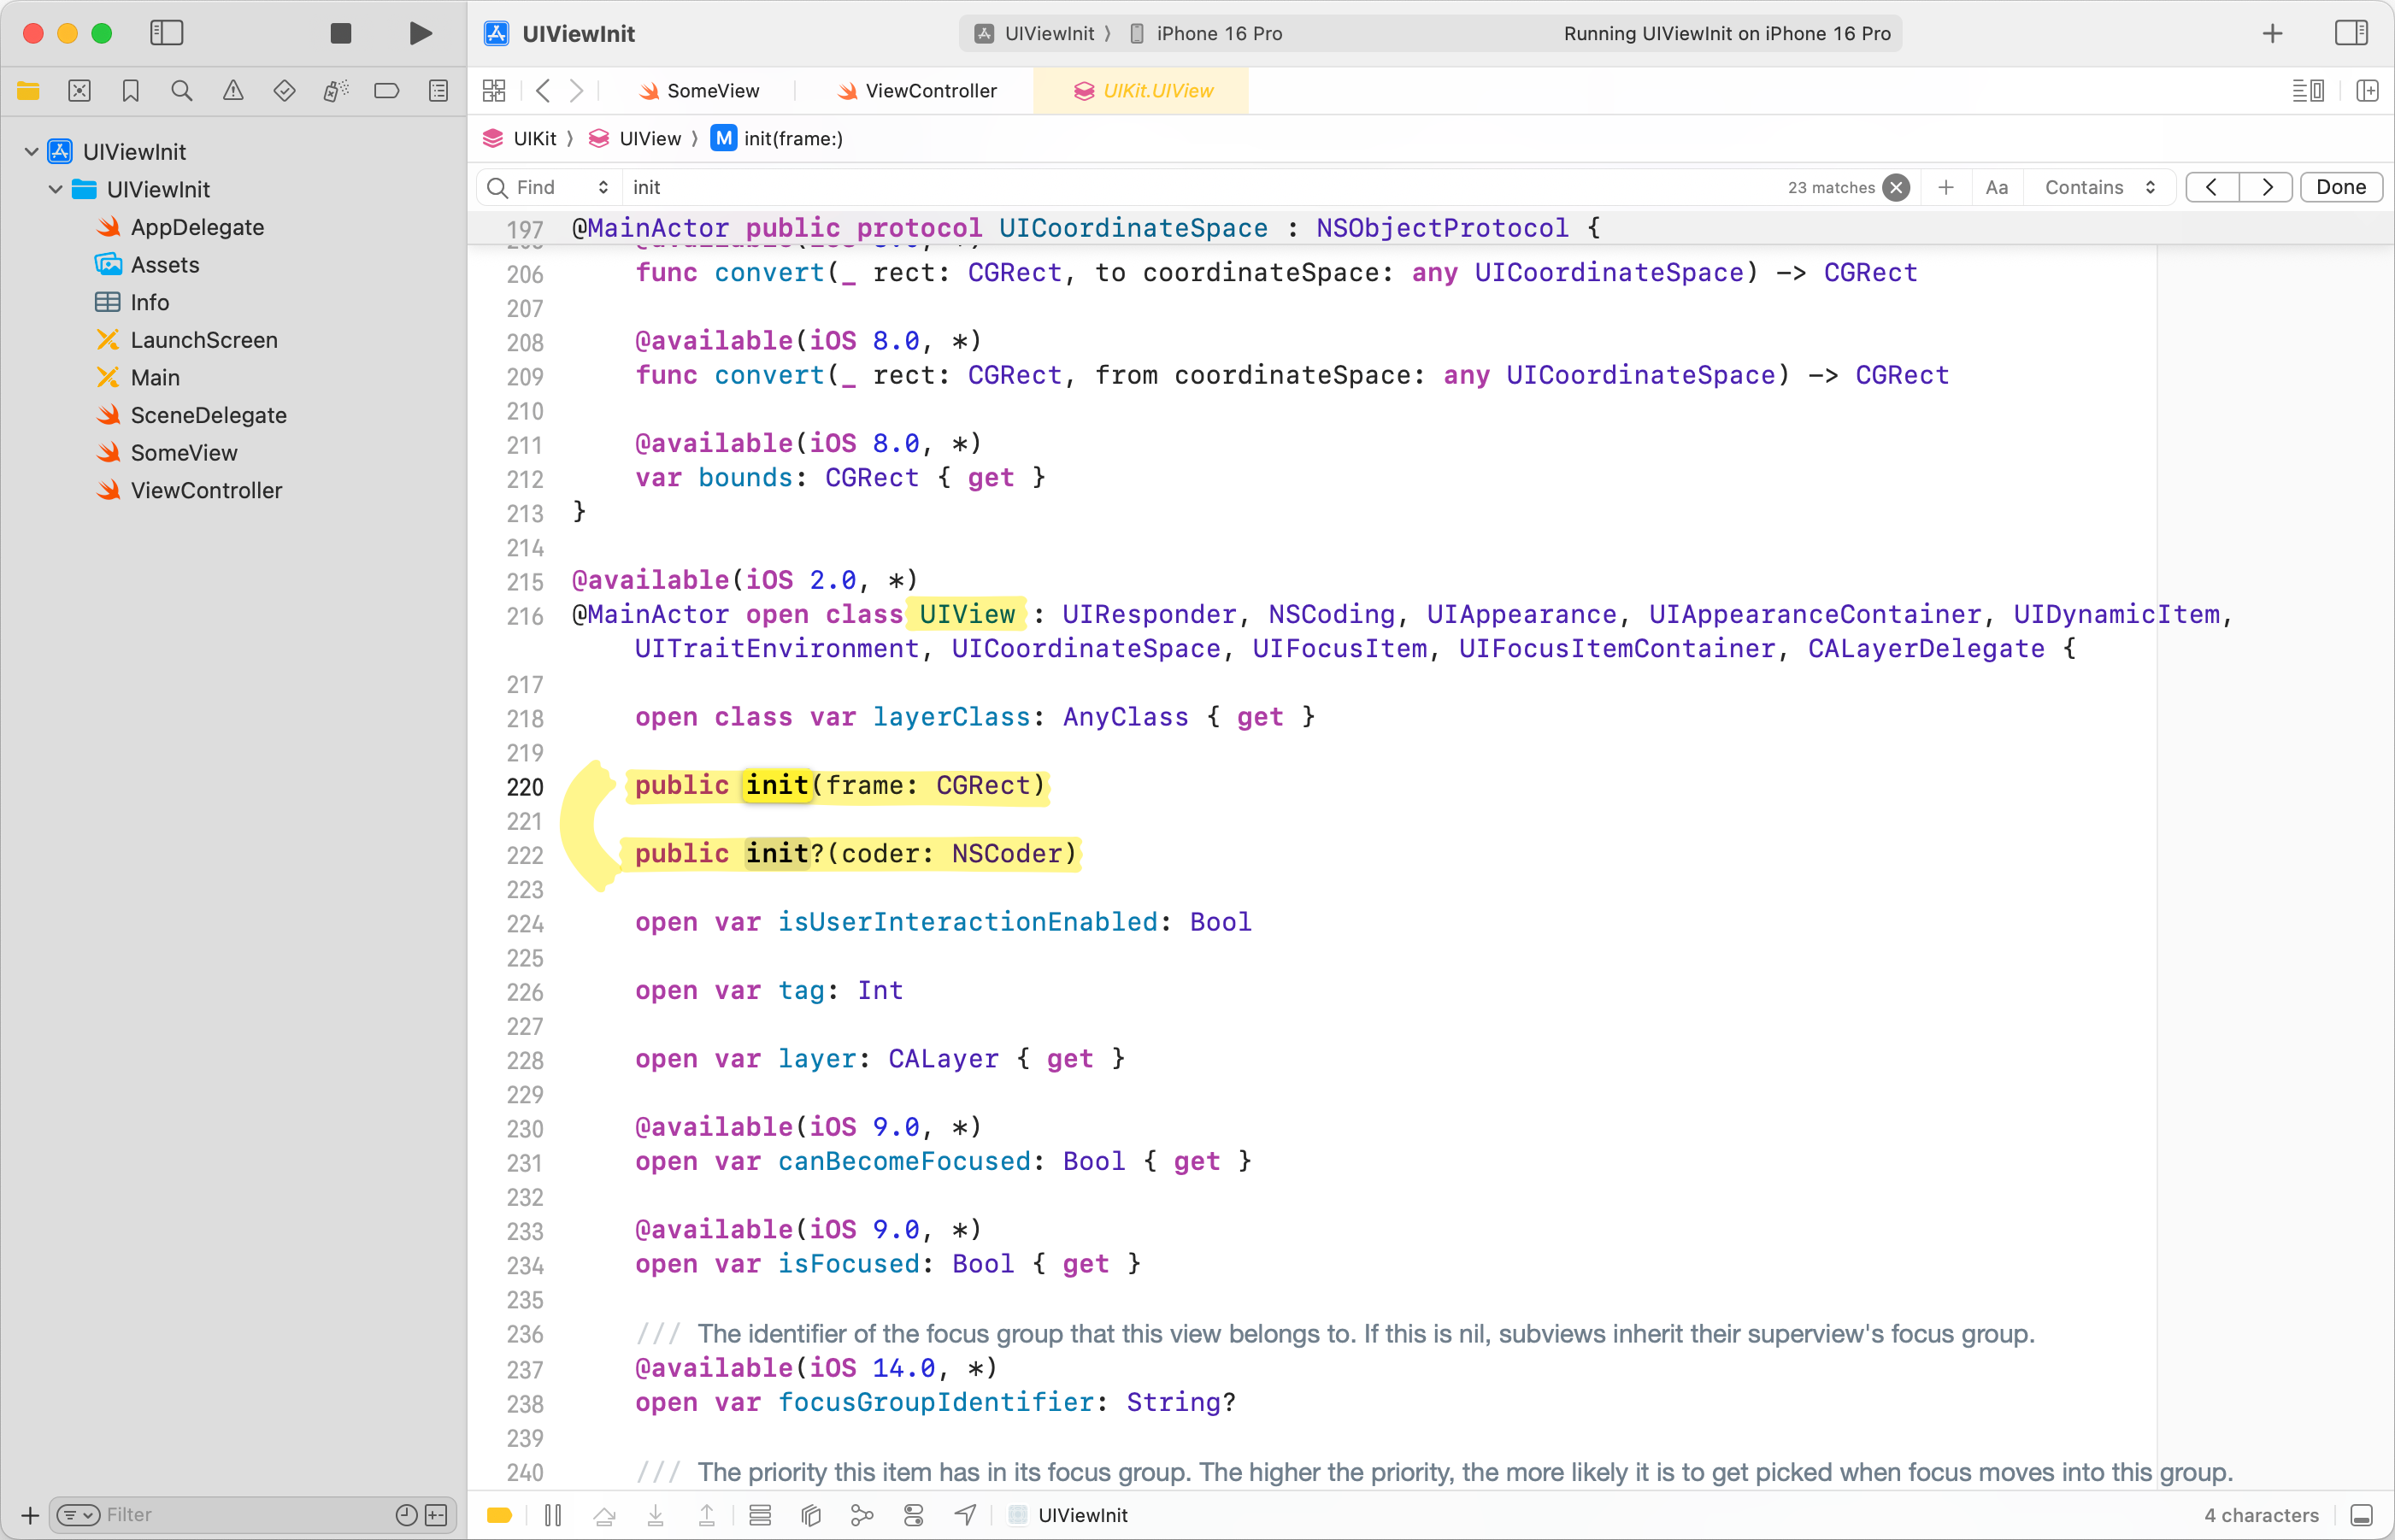 UIViewInit
UIViewInit 〉 iPhone 16 Pro
Running UIViewInit on iPhone 16 Pro
SomeView
ViewController
UIKit.UIView
UIKit 〉 UIView 〉 M init(frame:)
Find init 23 matches Aa Contains Done
UIViewInit
UIViewInit
AppDelegate
Assets
Info
LaunchScreen
Main
SceneDelegate
SomeView
ViewController
197 @MainActor public protocol UICoordinateSpace : NSObjectProtocol {
206 func convert(_ rect: CGRect, to coordinateSpace: any UICoordinateSpace) -> CGRect
207
208 @available(iOS 8.0, *)
209 func convert(_ rect: CGRect, from coordinateSpace: any UICoordinateSpace) -> CGRect
210
211 @available(iOS 8.0, *)
212 var bounds: CGRect { get }
213 }
214
215 @available(iOS 2.0, *)
216 @MainActor open class UIView : UIResponder, NSCoding, UIAppearance, UIAppearanceContainer, UIDynamicItem,
UITraitEnvironment, UICoordinateSpace, UIFocusItem, UIFocusItemContainer, CALayerDelegate {
217
218 open class var layerClass: AnyClass { get }
219
220 public init(frame: CGRect)
221
222 public init?(coder: NSCoder)
223
224 open var isUserInteractionEnabled: Bool
225
226 open var tag: Int
227
228 open var layer: CALayer { get }
229
230 @available(iOS 9.0, *)
231 open var canBecomeFocused: Bool { get }
232
233 @available(iOS 9.0, *)
234 open var isFocused: Bool { get }
235
236 /// The identifier of the focus group that this view belongs to. If this is nil, subviews inherit their superview's focus group.
237 @available(iOS 14.0, *)
238 open var focusGroupIdentifier: String?
239
240 /// The priority this item has in its focus group. The higher the priority, the more likely it is to get picked when focus moves into this group.
Filter
UIViewInit
4 characters